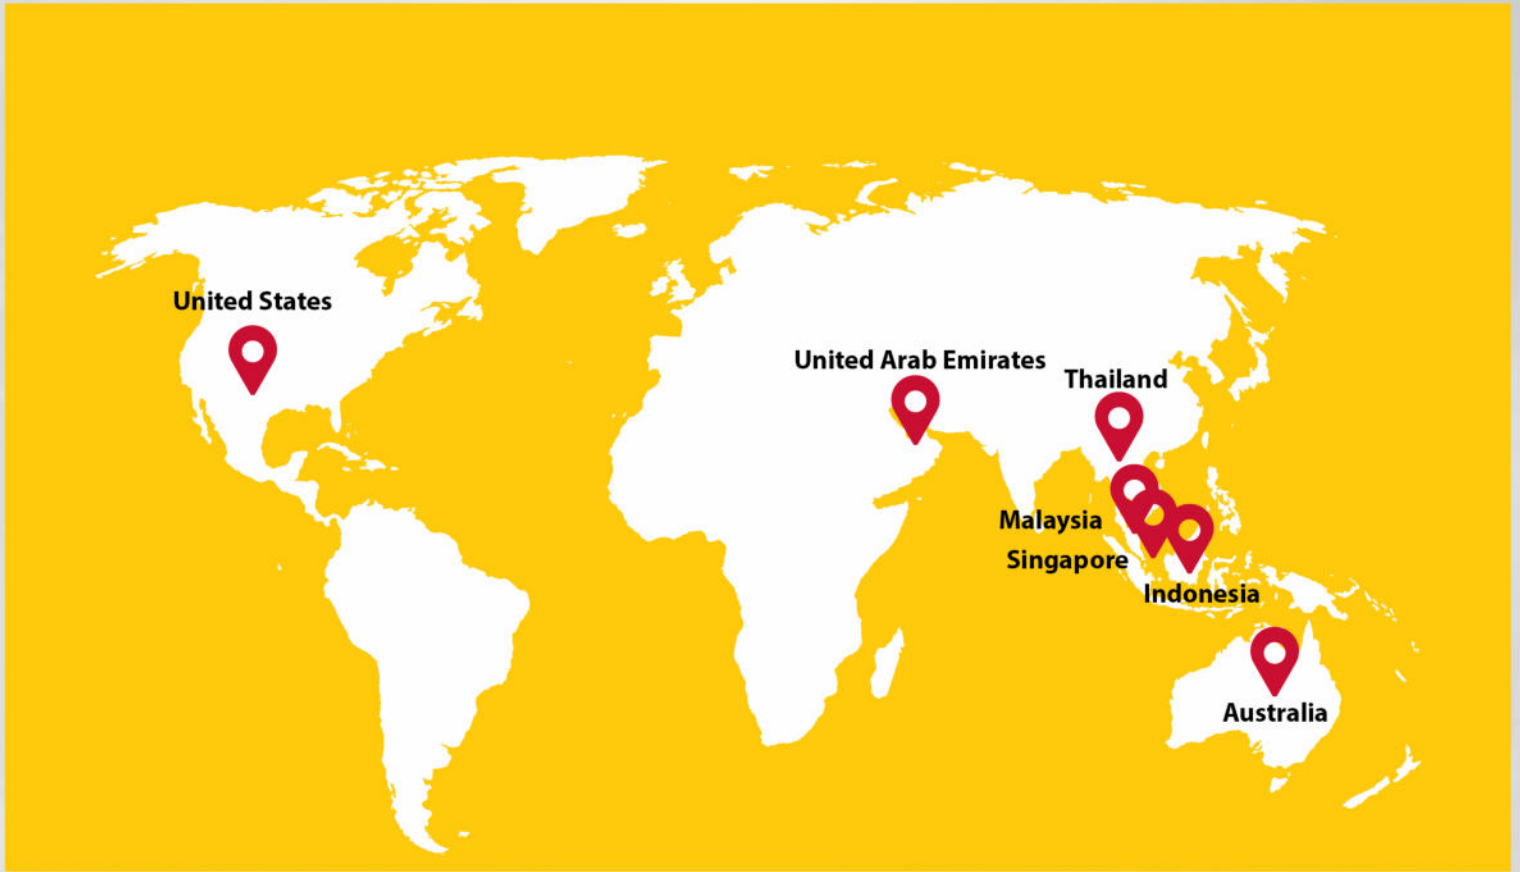 United States
United Arab Emirates
Thailand
Malaysia
Singapore
Indonesia
Australia